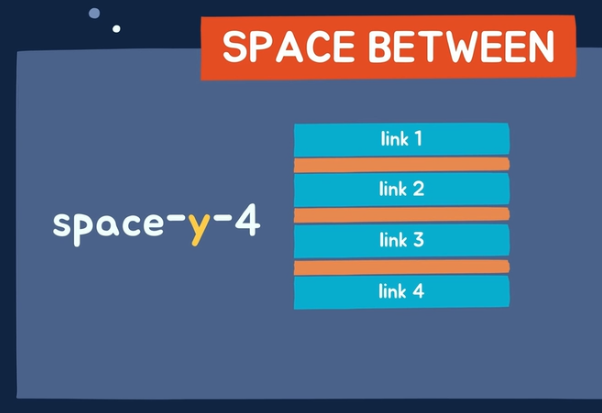 SPACE BETWEEN
space-y-4
link 1
link 2
link 3
link 4